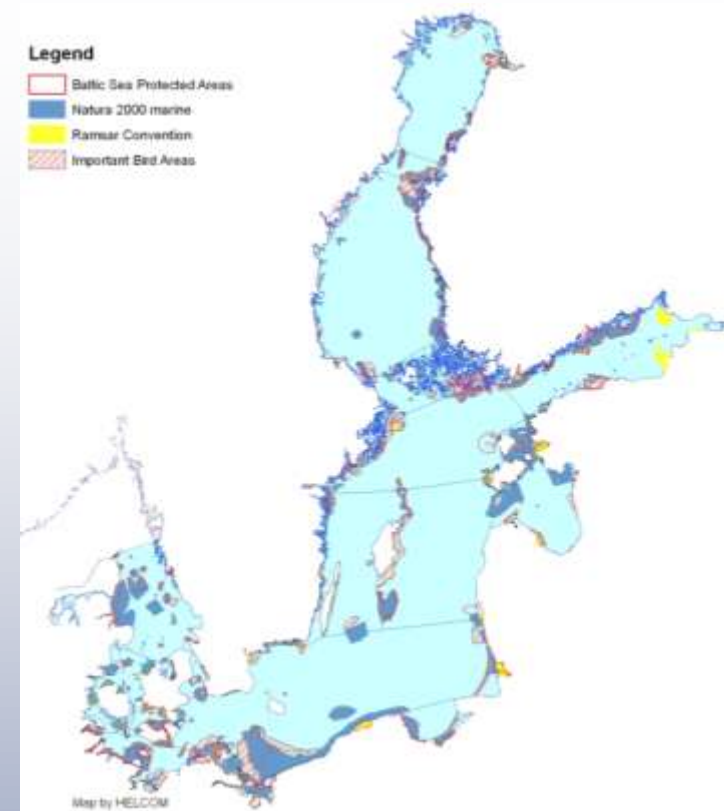 Legend
Baltic Sea Protected Areas
Natura 2000 marine
Ramsar Convention
Important Bird Areas
Map by HELCOM